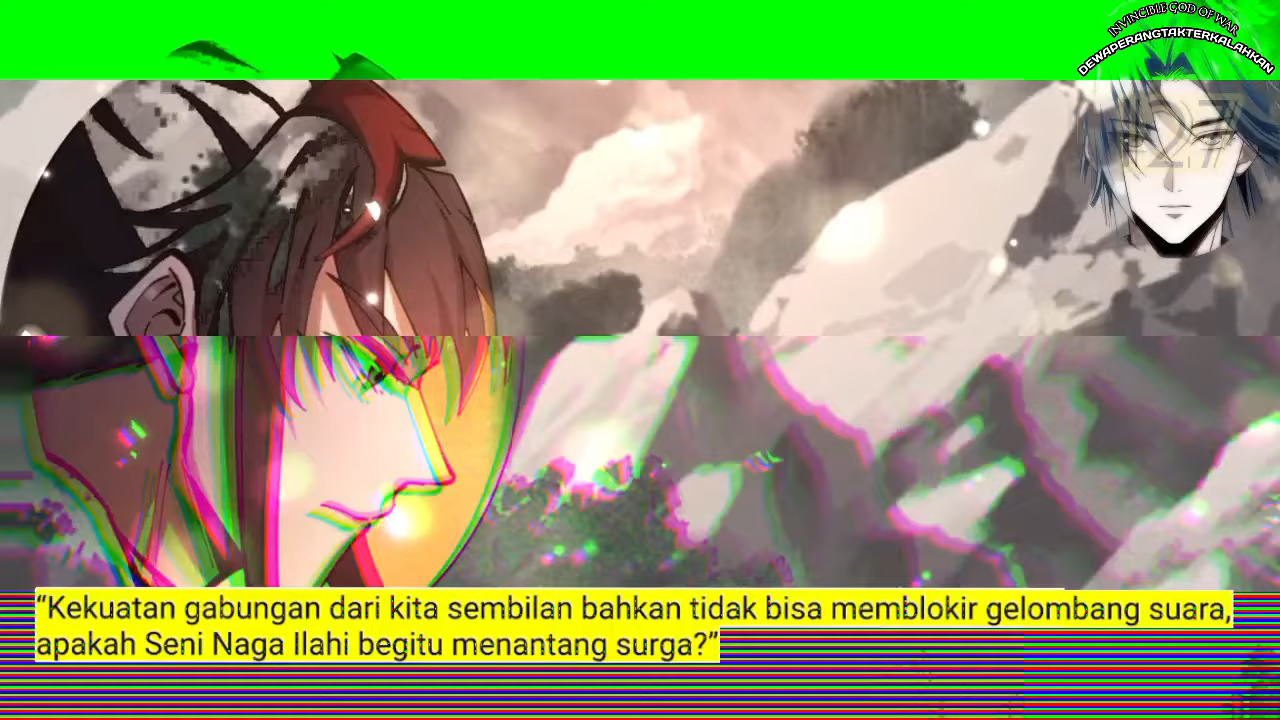 INVINCIBLE GOD OF WAR
DEWAPERANGTAKTERKALAHKAN
127
“Kekuatan gabungan dari kita sembilan bahkan tidak bisa memblokir gelombang suara,
apakah Seni Naga Ilahi begitu menantang surga?”